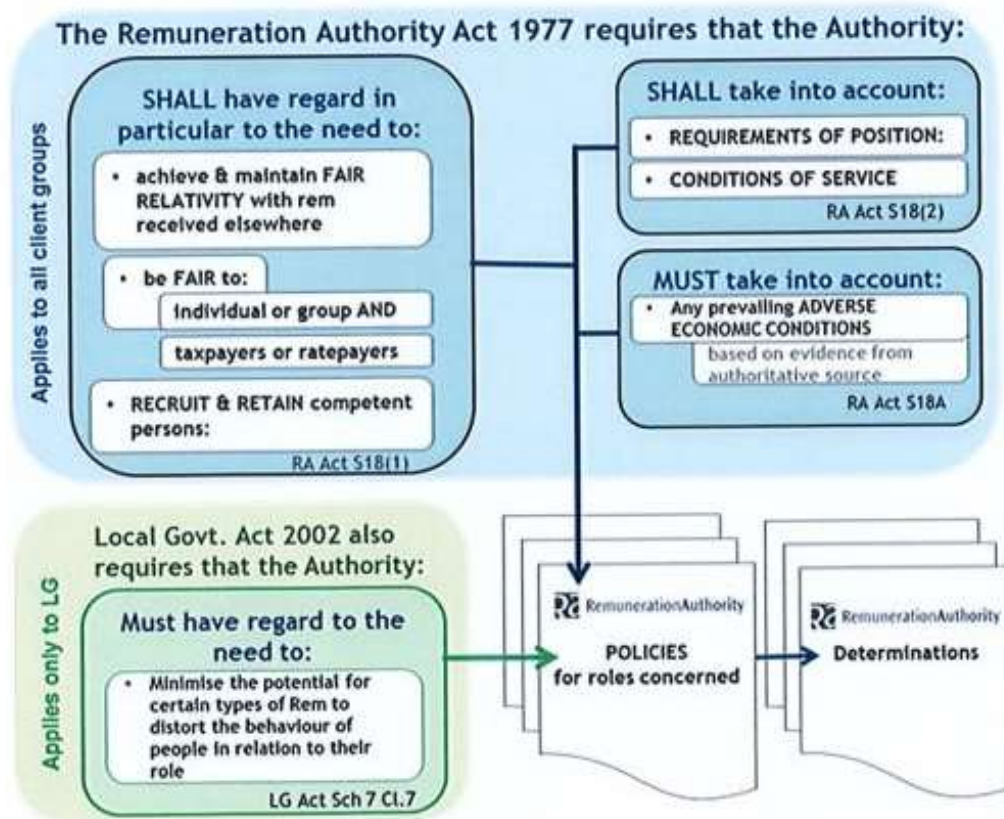 The Remuneration Authority Act 1977 requires that the Authority:
Applies to all client groups
SHALL have regard in
particular to the need to:
• achieve & maintain FAIR
RELATIVITY with rem
received elsewhere
• be FAIR to:
individual or group AND
taxpayers or ratepayers
• RECRUIT & RETAIN competent
persons:
RA Act S18(1)
SHALL take into account:
• REQUIREMENTS OF POSITION:
• CONDITIONS OF SERVICE
RA Act S18(2)
MUST take into account:
• Any prevailing ADVERSE
ECONOMIC CONDITIONS
based on evidence from
authoritative source
RA Act S18A
Applies only to LG
Local Govt. Act 2002 also
requires that the Authority:
Must have regard to the
need to:
• Minimise the potential for
certain types of Rem to
distort the behaviour of
people in relation to their
role
LG Act Sch 7 Cl.7
Ra RemunerationAuthority
POLICIES
for roles concerned
Ra RemunerationAuthority
Determinations